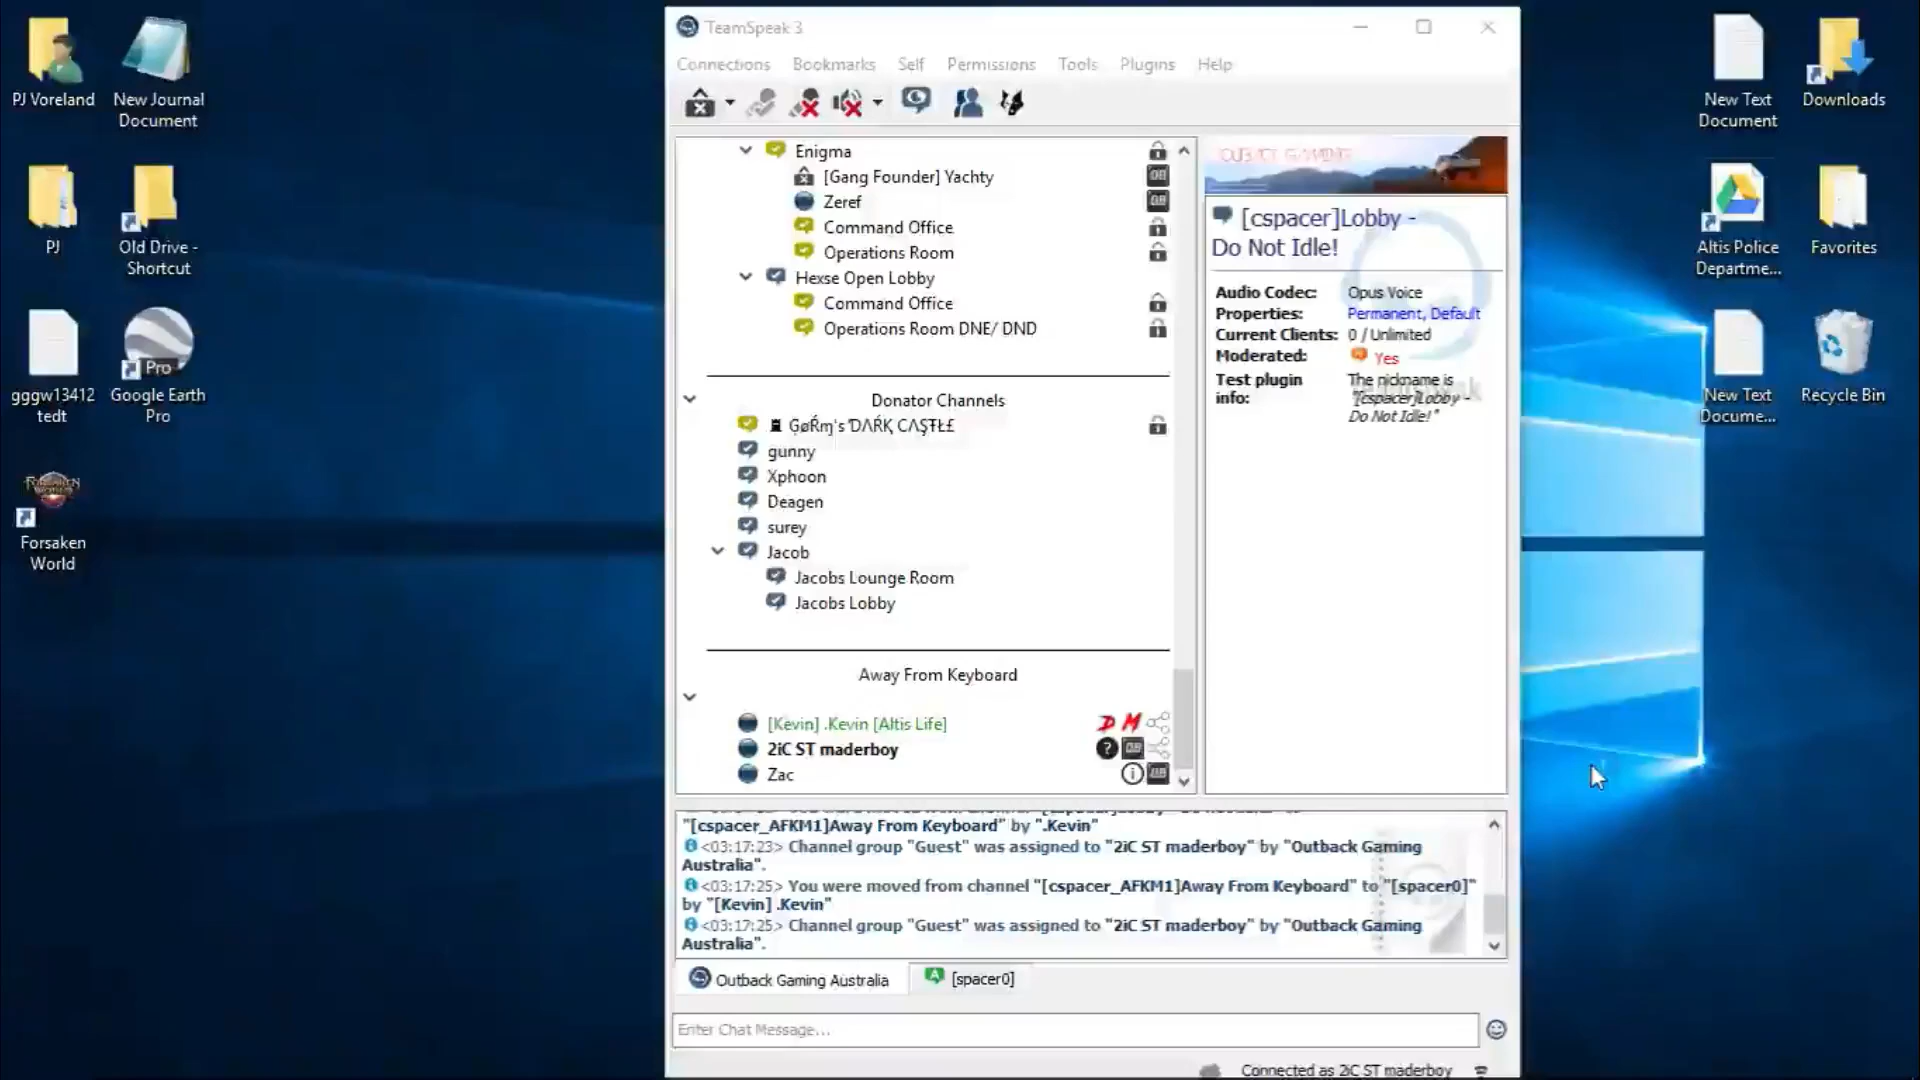 PJ Voreland
New Journal
Document
PJ
Old Drive -
Shortcut
gggw13412
tedt
Pro
Google Earth
Pro
Forsaken
World
TeamSpeak 3
Connections
Bookmarks
Self
Permissions
Tools
Plugins
Help
Enigma
[Gang Founder] Yachty
Zeref
Command Office
Operations Room
Hexse Open Lobby
Command Office
Operations Room DNE/ DND
Donator Channels
gunny
Xphoon
Deagen
surey
Jacob
Jacobs Lounge Room
Jacobs Lobby
Away From Keyboard
[Kevin] .Kevin [Altis Life]
D M
2iC ST maderboy
Zac
OUTBACK GAMING
[cspacer]Lobby -
Do Not Idle!
Audio Codec: Opus Voice
Properties: Permanent, Default
Current Clients: 0 / Unlimited
Moderated: Yes
Test plugin The nickname is
info: "[cspacer]Lobby -
Do Not Idle!"
"[cspacer_AFKM1]Away From Keyboard" by ".Kevin"
<03:17:23> Channel group "Guest" was assigned to "2iC ST maderboy" by "Outback Gaming
Australia".
<03:17:25> You were moved from channel "[cspacer_AFKM1]Away From Keyboard" to "[spacer0]"
by "[Kevin] .Kevin"
<03:17:25> Channel group "Guest" was assigned to "2iC ST maderboy" by "Outback Gaming
Australia".
Outback Gaming Australia
[spacer0]
Enter Chat Message...
Connected as 2iC ST maderboy
New Text
Document
Downloads
Altis Police
Departme...
Favorites
New Text
Docume...
Recycle Bin